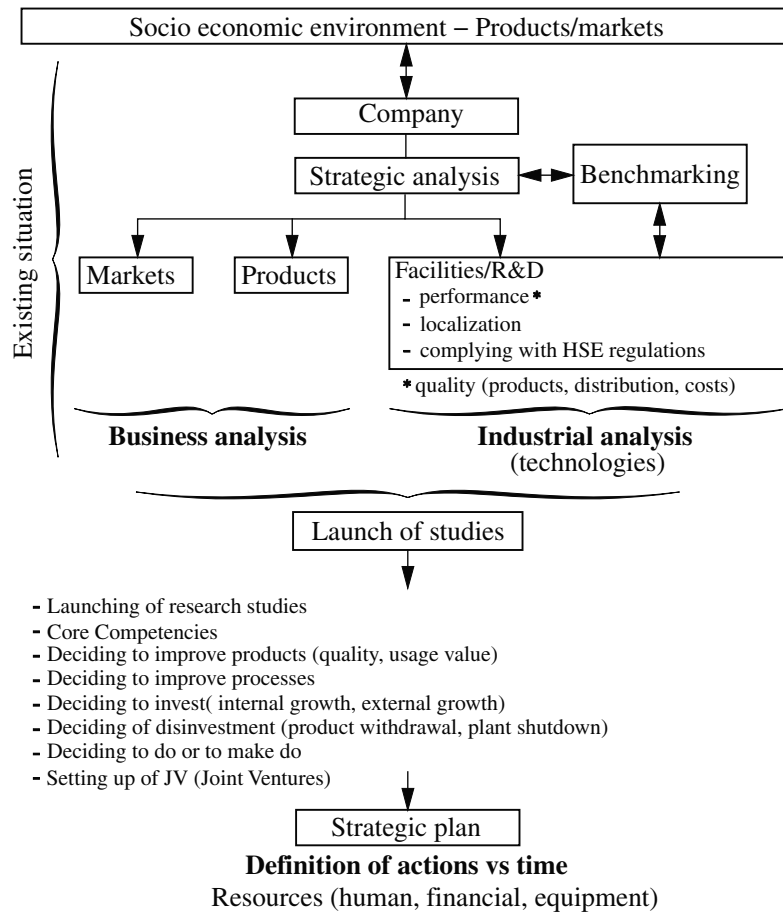 Socio economic environment – Products/markets
Company
Strategic analysis
Benchmarking
Existing situation
Markets
Products
Facilities/R&D
- performance*
- localization
- complying with HSE regulations
* quality (products, distribution, costs)
Business analysis
Industrial analysis
(technologies)
Launch of studies
- Launching of research studies
- Core Competencies
- Deciding to improve products (quality, usage value)
- Deciding to improve processes
- Deciding to invest( internal growth, external growth)
- Deciding of disinvestment (product withdrawal, plant shutdown)
- Deciding to do or to make do
- Setting up of JV (Joint Ventures)
Strategic plan
Definition of actions vs time
Resources (human, financial, equipment)